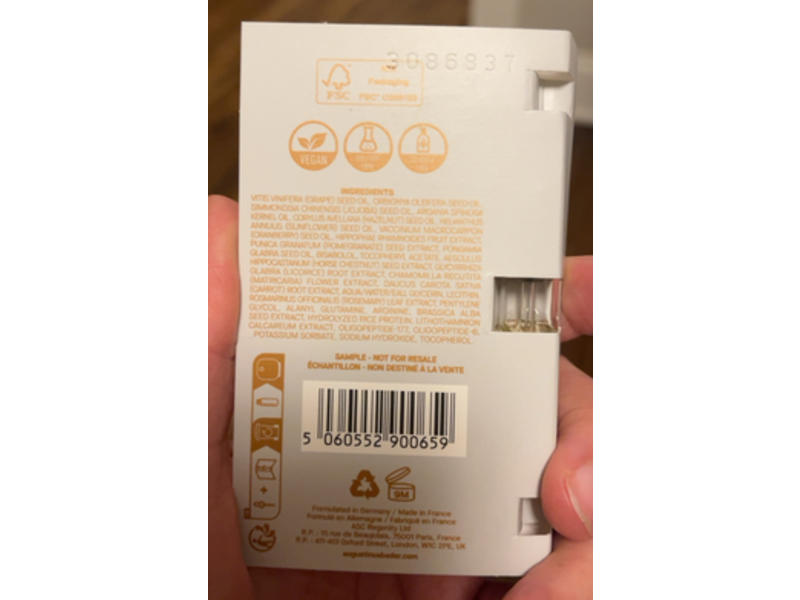 3086837
FSC
Packaging
VEGAN
INGREDIENTS
VITIS VINIFERA (GRAPE) SEED OIL, ORBIGNYA OLEIFERA SEED OIL,
SIMMONDSIA CHINENSIS (JOJOBA) SEED OIL, ARGANIA SPINOSA
KERNEL OIL, CORYLUS AVELLANA (HAZELNUT) SEED OIL, HELIANTHUS
ANNUUS (SUNFLOWER) SEED OIL, VACCINIUM MACROCARPON
(CRANBERRY) SEED OIL, HIPPOPHAE RHAMNOIDES FRUIT EXTRACT,
PUNICA GRANATUM (POMEGRANATE) SEED EXTRACT, PONGAMIA
GLABRA SEED OIL, BISABOLOL, TOCOPHERYL ACETATE, AESCULUS
HIPPOCASTANUM (HORSE CHESTNUT) SEED EXTRACT, GLYCYRRHIZA
GLABRA (LICORICE) ROOT EXTRACT, CHAMOMILLA RECUTITA
(MATRICARIA) FLOWER EXTRACT, DAUCUS CAROTA SATIVA
(CARROT) ROOT EXTRACT, AQUA/WATER/EAU, GLYCERIN, LECITHIN,
ROSMARINUS OFFICINALIS (ROSEMARY) LEAF EXTRACT, PENTYLENE
GLYCOL, ALANYL GLUTAMINE, ARGININE, BRASSICA ALBA
SEED EXTRACT, HYDROLYZED RICE PROTEIN, LITHOTHAMNION
CALCAREUM EXTRACT, OLIGOPEPTIDE-177, OLIGOPEPTIDE-6,
POTASSIUM SORBATE, SODIUM HYDROXIDE, TOCOPHEROL.
SAMPLE - NOT FOR RESALE
ÉCHANTILLON - NON DESTINÉ À LA VENTE
5 060552 900659
9M
Formulated in Germany / Made in France
Formulé en Allemagne / Fabriqué en France
ASC Regenity Ltd
R.P. : 15 rue de Beaujolais, 75001 Paris, France
R.P. : 411-413 Oxford Street, London, W1C 2PE, UK
augustinusbader.com